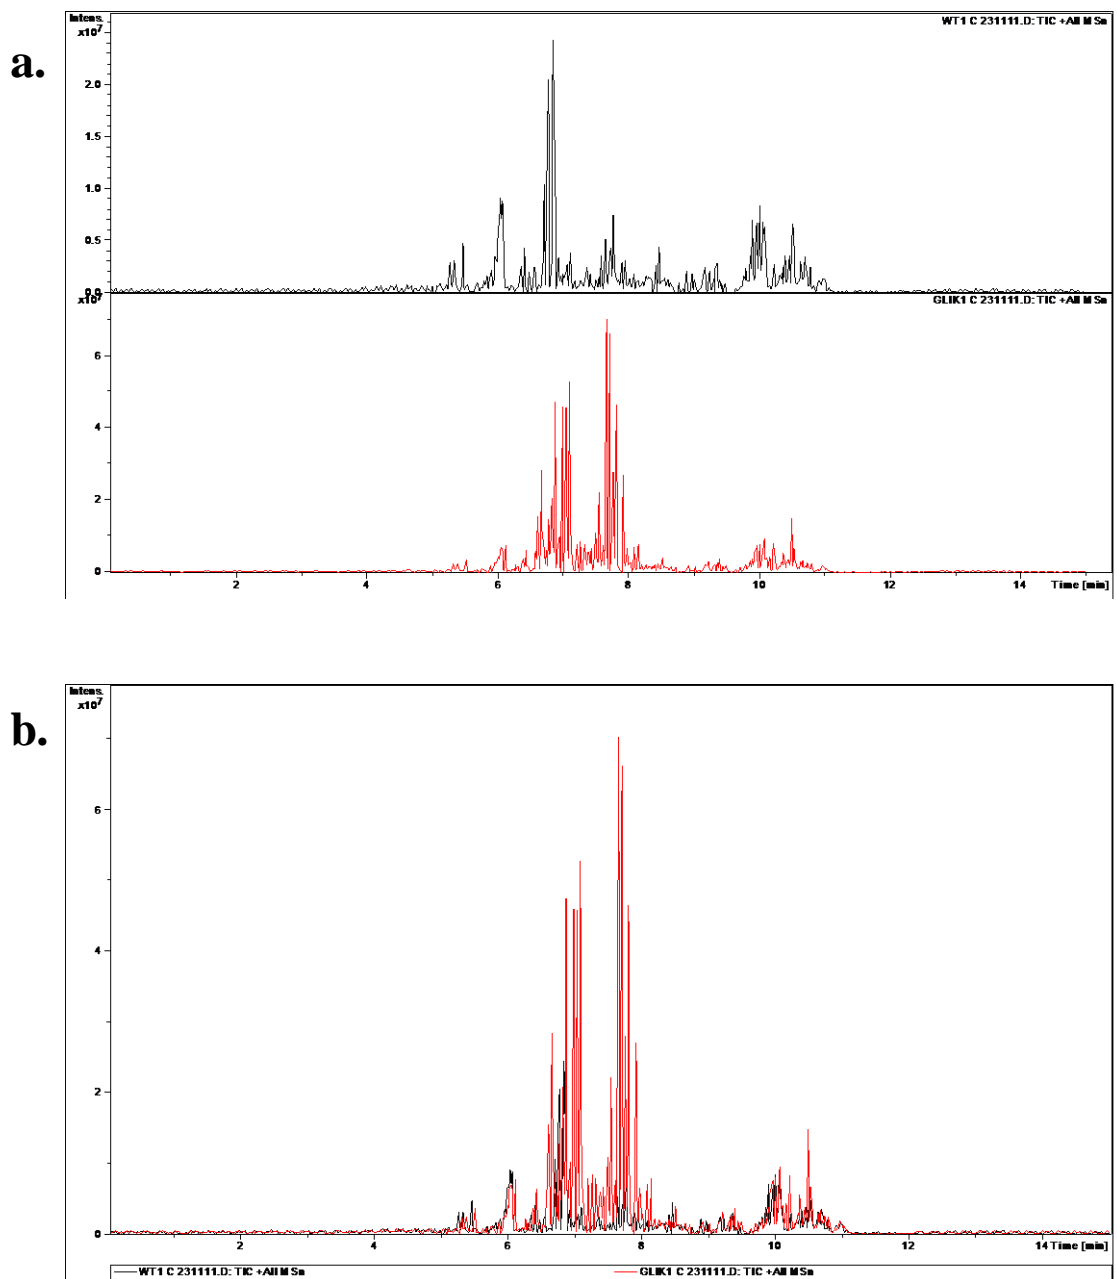 a.
Intens.
x10^7
WT1 C 231111.D: TIC +All MSn
2.0
1.5
1.0
0.5
0.0
x10^7
GLIK1 C 231111.D: TIC +All MSn
6
4
2
0
2 4 6 8 10 12 14 Time [min]
b.
Intens.
x10^7
6
4
2
0
2 4 6 8 10 12 14 Time [min]
WT1 C 231111.D: TIC +All MSn GLIK1 C 231111.D: TIC +All MSn